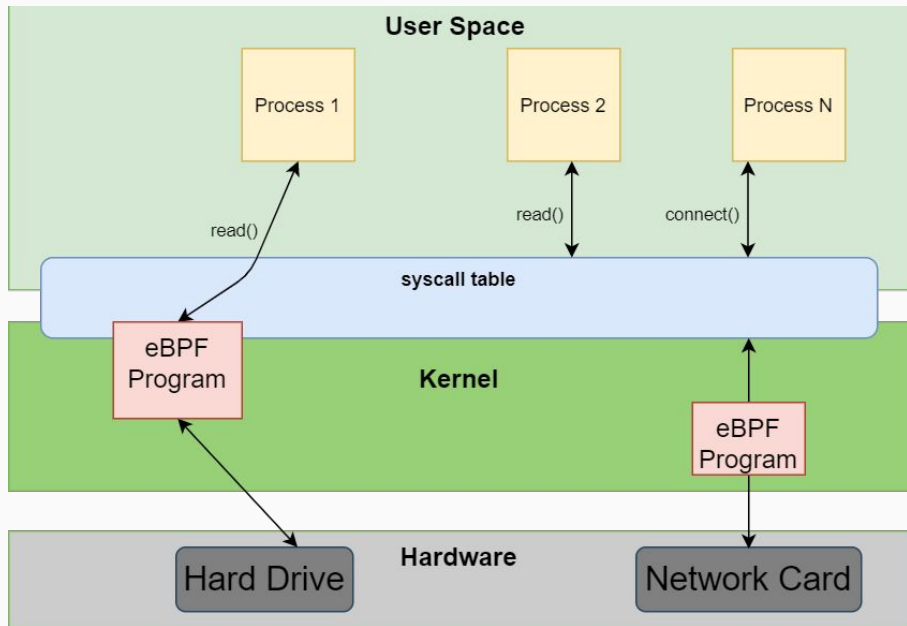 User Space
Process 1
Process 2
Process N
read()
read()
connect()
syscall table
eBPF
Program
Kernel
eBPF
Program
Hardware
Hard Drive
Network Card